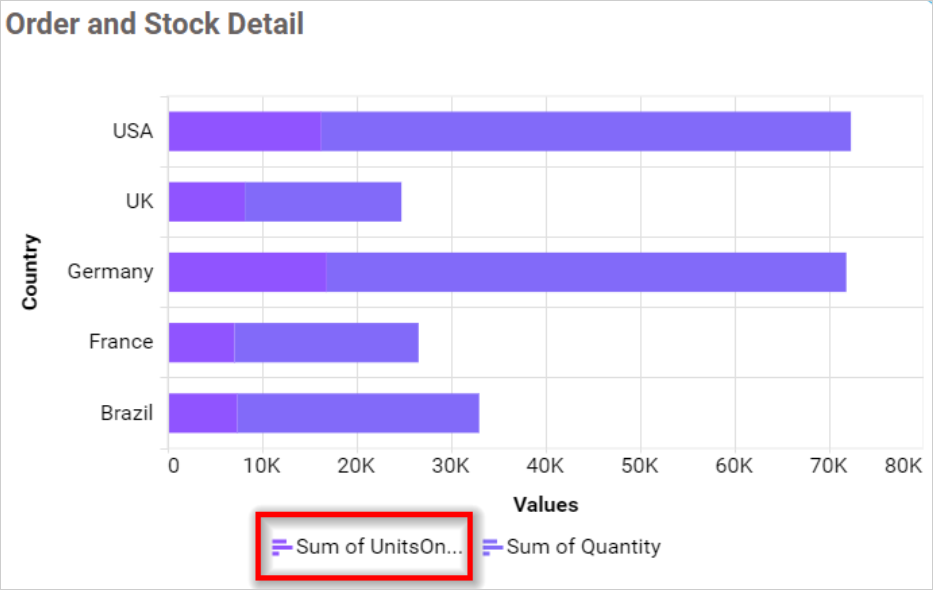 Order and Stock Detail
USA
UK
Germany
France
Brazil
Country
0 10K 20K 30K 40K 50K 60K 70K 80K
Values
Sum of UnitsOn... Sum of Quantity